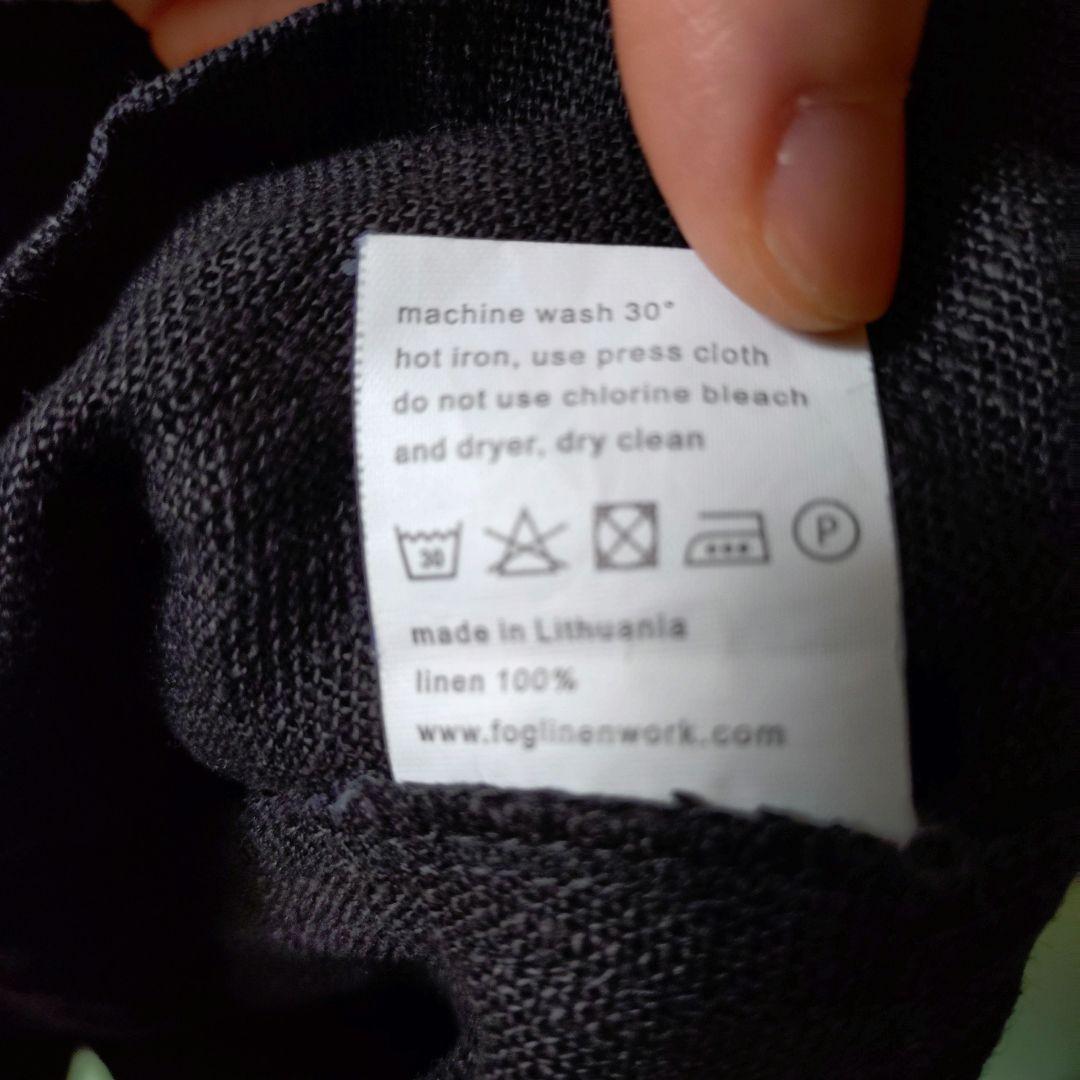 machine wash 30°
hot iron, use press cloth
do not use chlorine bleach
and dryer, dry clean
30 P
made in Lithuania
linen 100%
www.foglinenwork.com